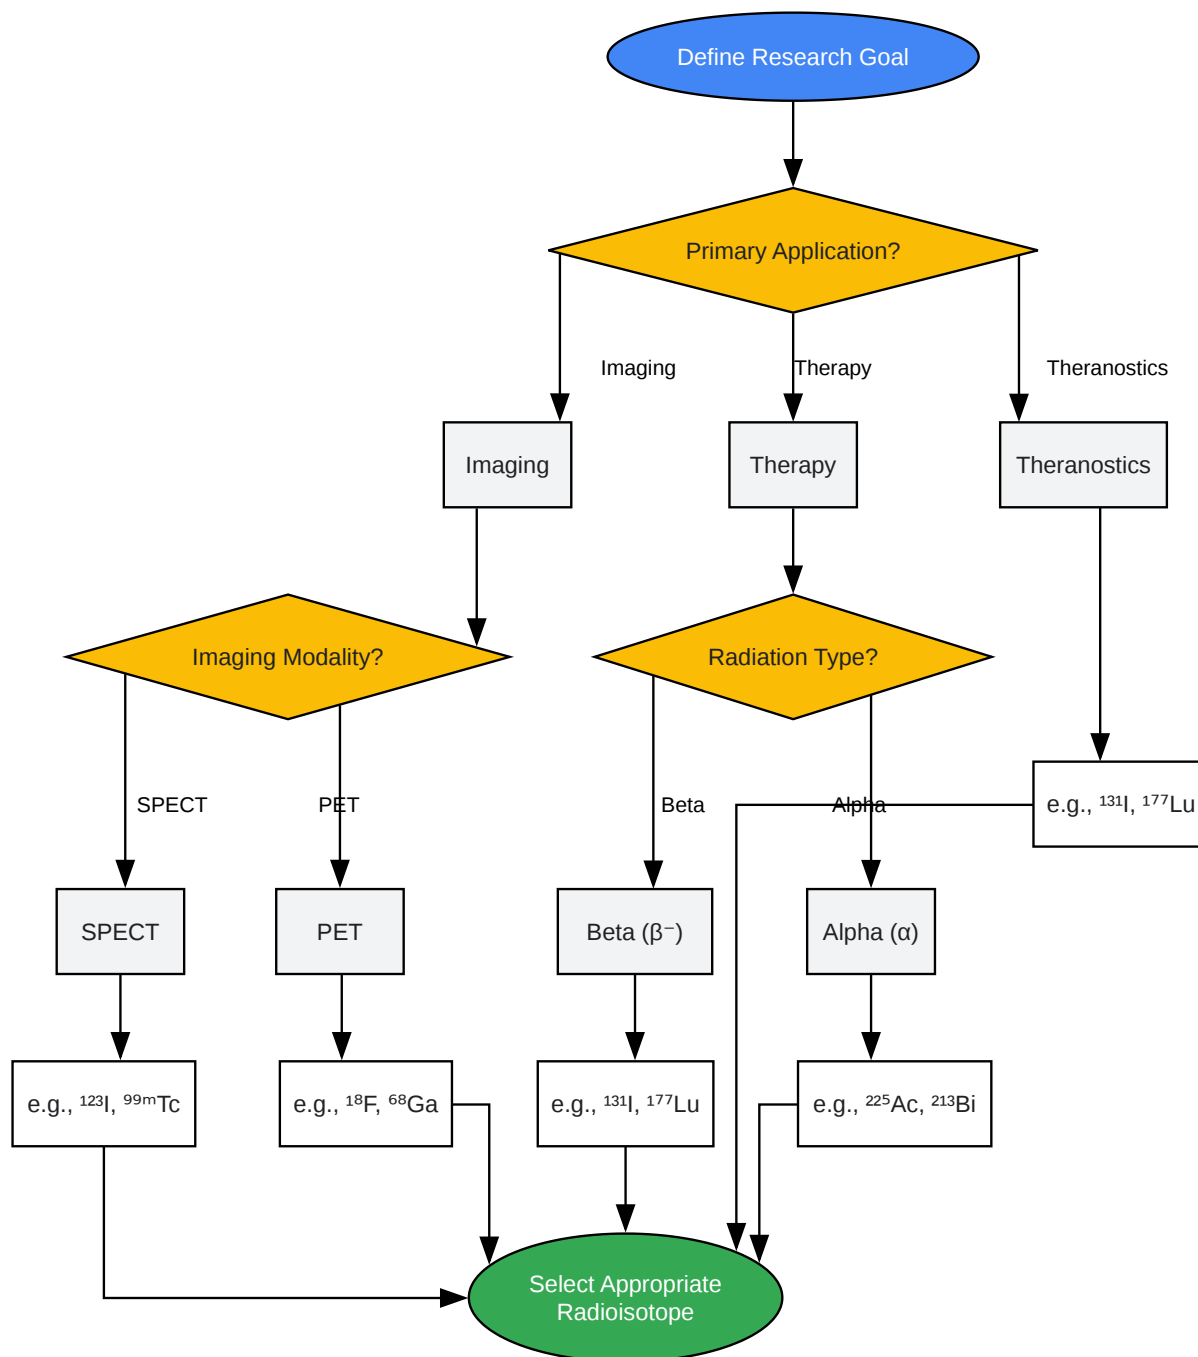 Define Research Goal
Primary Application?
Imaging
Therapy
Theranostics
Imaging
Therapy
Theranostics
Imaging Modality?
Radiation Type?
SPECT
PET
Beta
Alpha
e.g., ¹³¹I, ¹⁷⁷Lu
SPECT
PET
Beta (β⁻)
Alpha (α)
e.g., ¹²³I, ⁹⁹ᵐTc
e.g., ¹⁸F, ⁶⁸Ga
e.g., ¹³¹I, ¹⁷⁷Lu
e.g., ²²⁵Ac, ²¹³Bi
Select Appropriate
Radioisotope